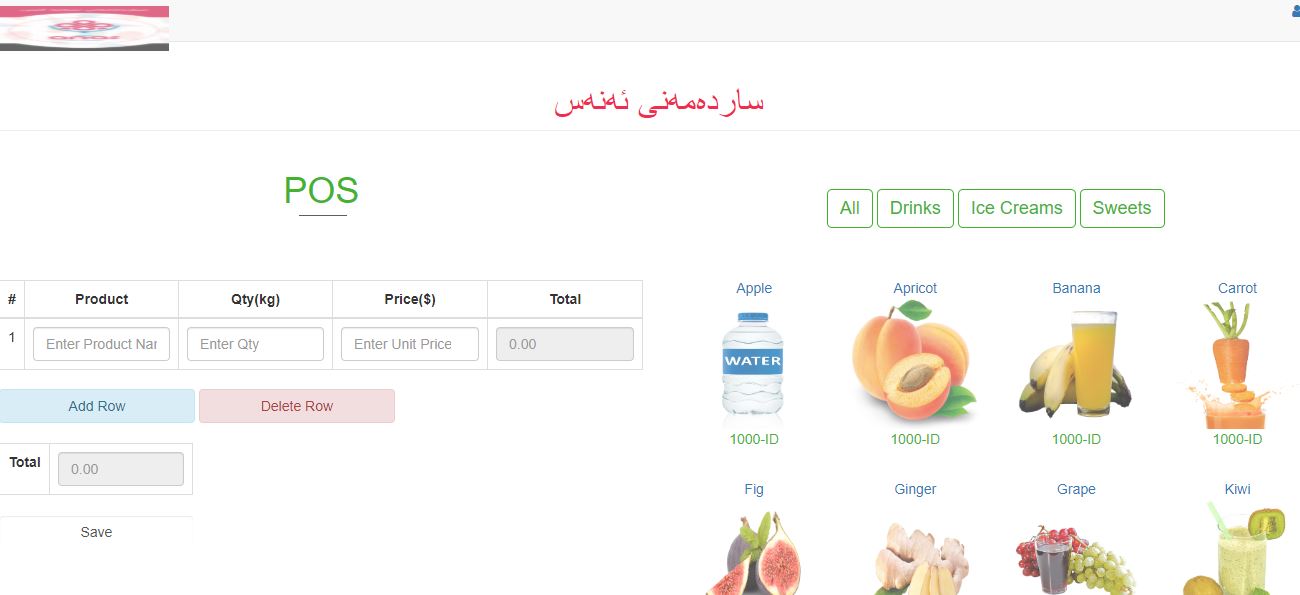 ساردەمەنی ئەنەس
POS
All Drinks Ice Creams Sweets
# Product Qty(kg) Price($) Total
1 Enter Product Nar Enter Qty Enter Unit Price 0.00
Add Row Delete Row
Total 0.00
Save
Apple Apricot Banana Carrot
WATER
1000-ID 1000-ID 1000-ID 1000-ID
Fig Ginger Grape Kiwi